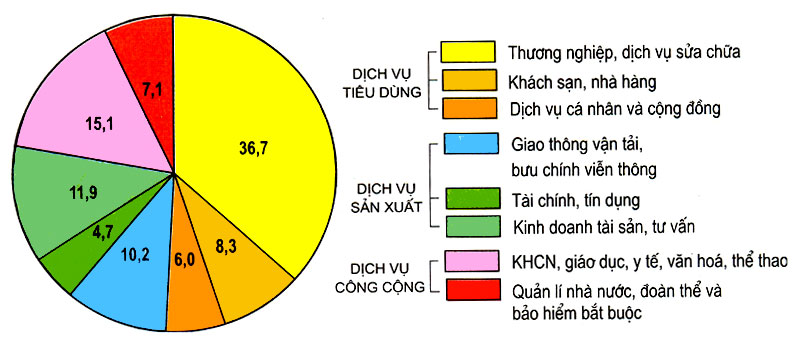 7,1
15,1
36,7
11,9
4,7
10,2
6,0
8,3
DỊCH VỤ
TIÊU DÙNG
Thương nghiệp, dịch vụ sửa chữa
Khách sạn, nhà hàng
Dịch vụ cá nhân và cộng đồng
DỊCH VỤ
SẢN XUẤT
Giao thông vận tải,
bưu chính viễn thông
Tài chính, tín dụng
Kinh doanh tài sản, tư vấn
DỊCH VỤ
CÔNG CỘNG
KHCN, giáo dục, y tế, văn hoá, thể thao
Quản lí nhà nước, đoàn thể và
bảo hiểm bắt buộc